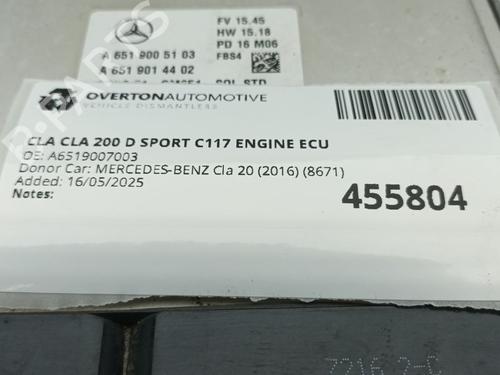 FV 15.45
HW 15.18
PD 16 M06
FBS4
A 651 900 51 03
A 651 901 44 02
OVERTONAUTOMOTIVE
VEHICLE DISMANTLERS
CLA CLA 200 D SPORT C117 ENGINE ECU
OE: A6519007003
Donor Car: MERCEDES-BENZ Cla 20 (2016) (8671)
Added: 16/05/2025
Notes:
455804